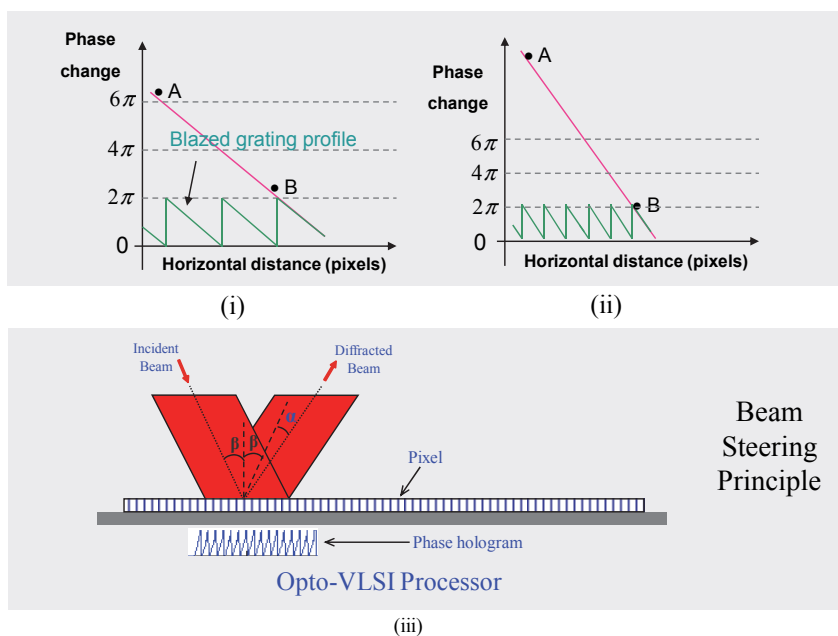 Phase
change
6π
4π
2π
0
A
B
Blazed grating profile
Horizontal distance (pixels)
(i)
Phase
change
6π
4π
2π
0
A
B
Horizontal distance (pixels)
(ii)
Incident
Beam
Diffracted
Beam
α
β β
Pixel
Phase hologram
Opto-VLSI Processor
Beam
Steering
Principle
(iii)